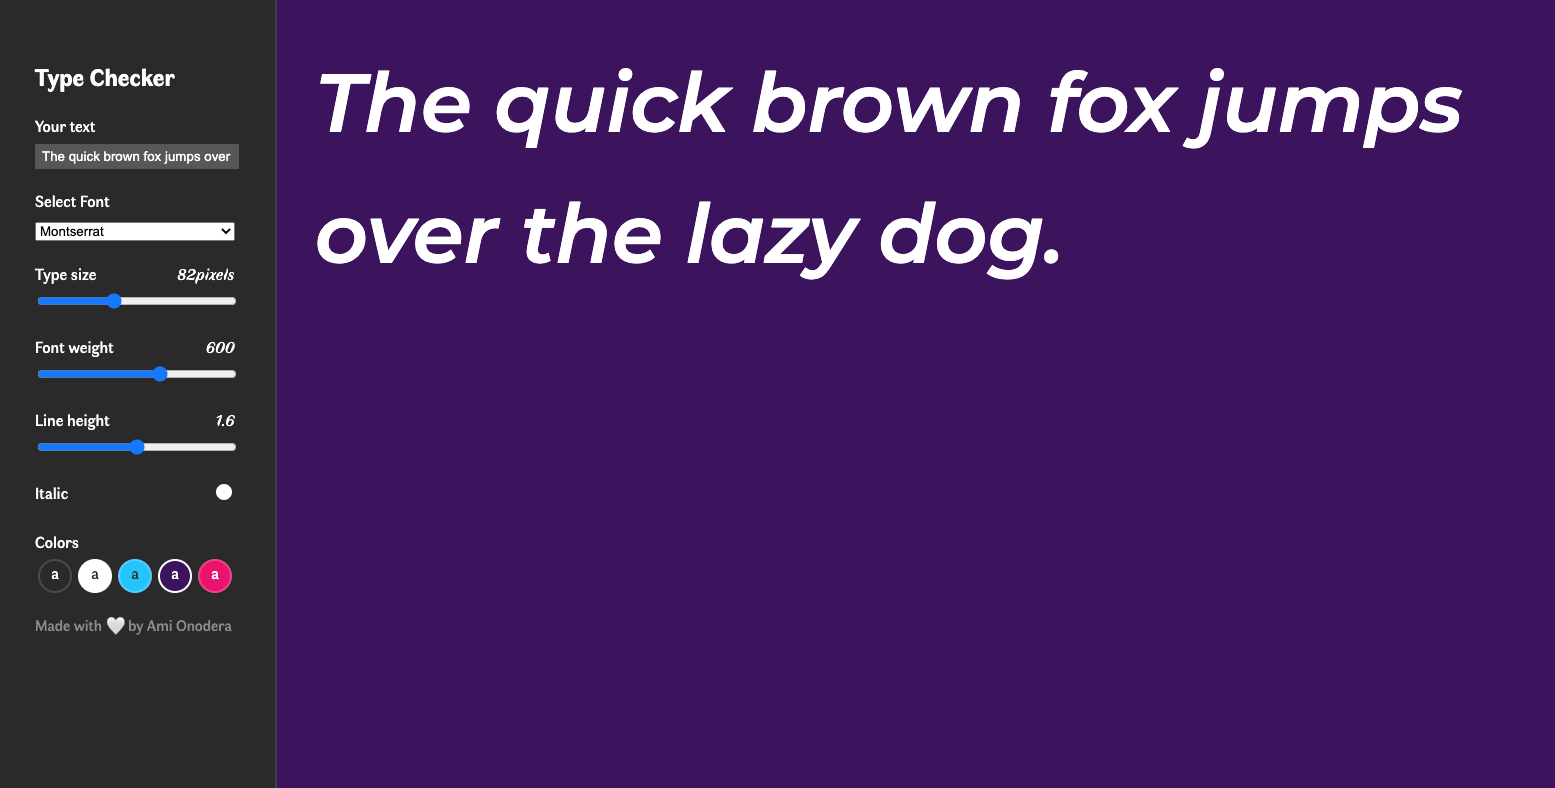 Type Checker
Your text
The quick brown fox jumps over
Select Font
Montserrat
Type size 82pixels
Font weight 600
Line height 1.6
Italic
Colors
a a a a a
Made with 🤍 by Ami Onodera
The quick brown fox jumps
over the lazy dog.